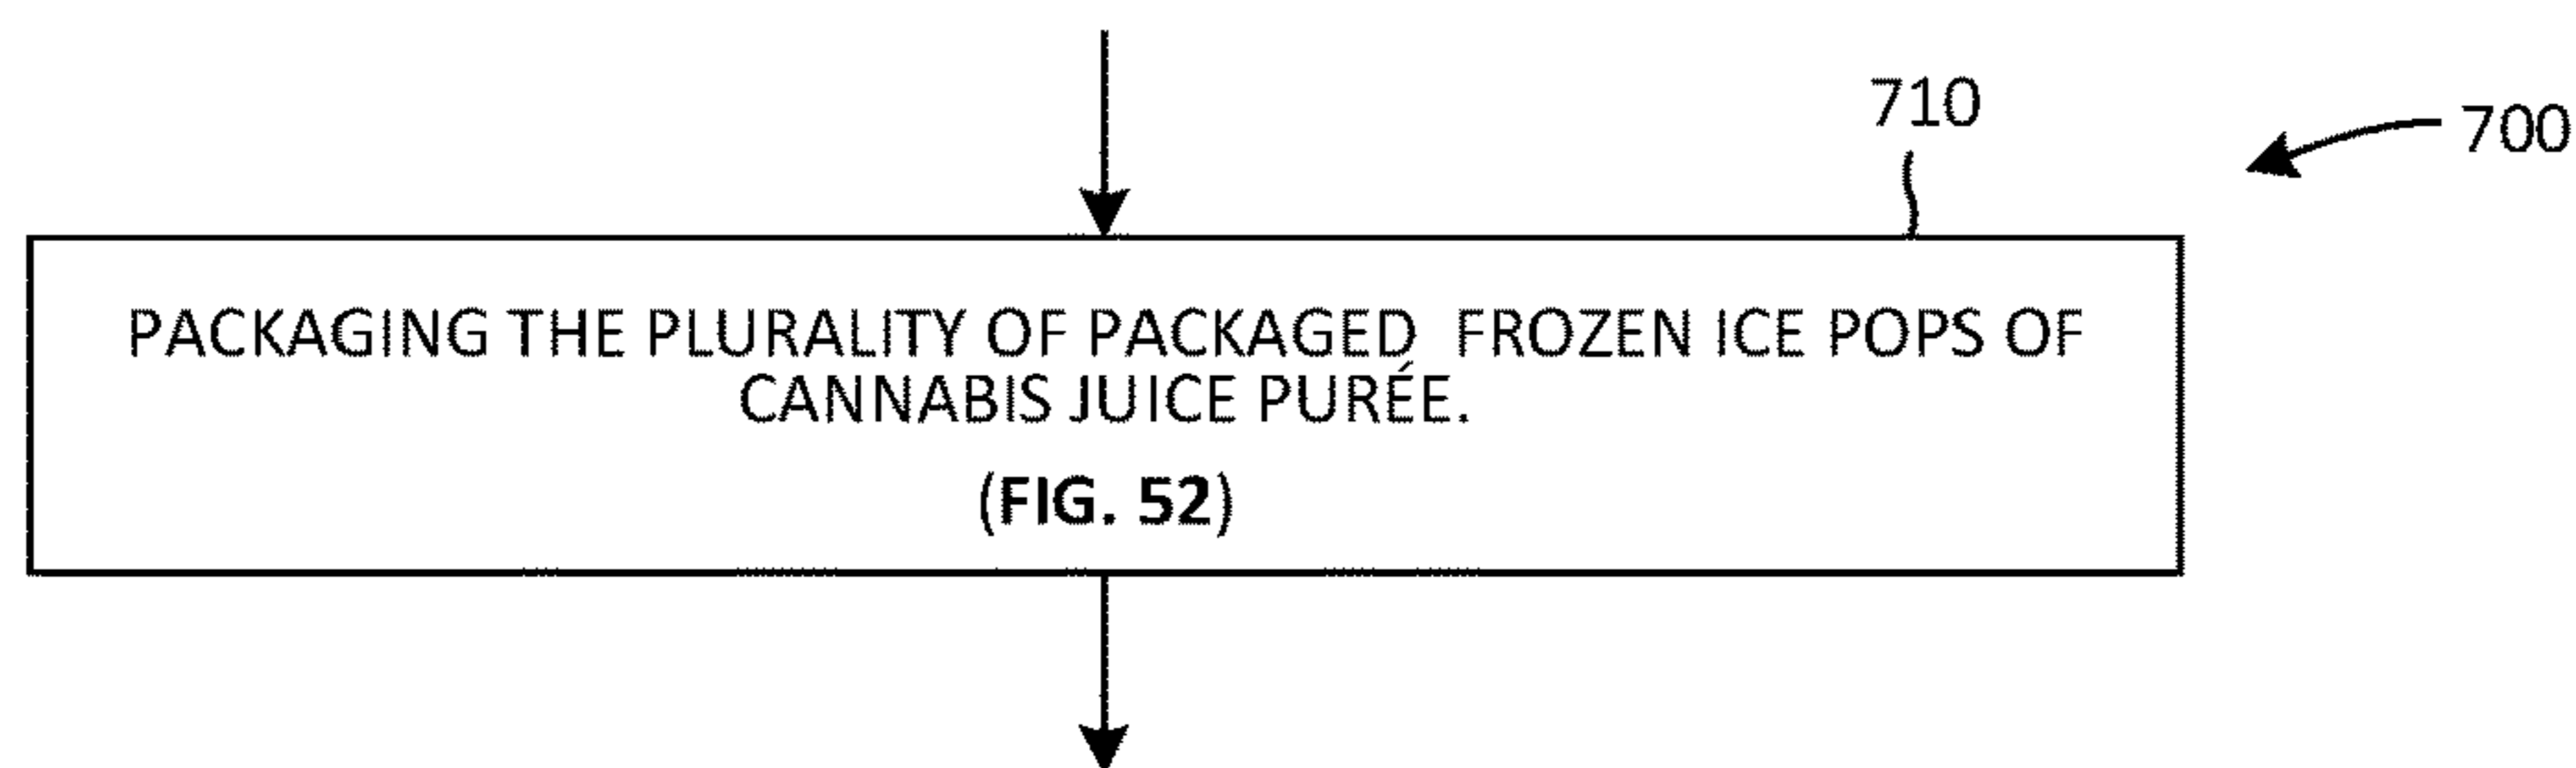 710
700
PACKAGING THE PLURALITY OF PACKAGED  FROZEN ICE POPS OF
CANNABIS JUICE PURÉE.
(FIG. 52)